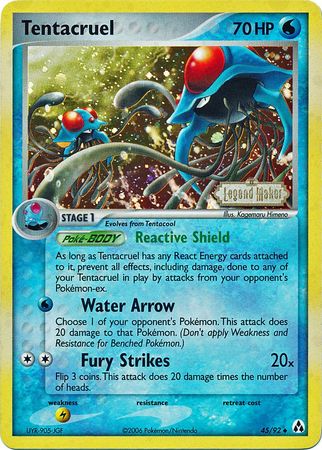 Tentacruel 70 HP
Legend Maker
Illus. Kagemaru Himeno
STAGE 1
Evolves from Tentacool
Poké-BODY Reactive Shield
As long as Tentacruel has any React Energy cards
attached to it, prevent all effects, including damage, done to any of
your Tentacruel in play by attacks from your opponent's
Pokémon-ex.
Water Arrow
Choose 1 of your opponent's Pokémon. This attack does
20 damage to that Pokémon. (Don't apply Weakness and
Resistance for Benched Pokémon.)
Fury Strikes 20x
Flip 3 coins. This attack does 20 damage times the
number of heads.
weakness resistance retreat cost
UYR-905-JGF ©2006 Pokémon/Nintendo 45/92